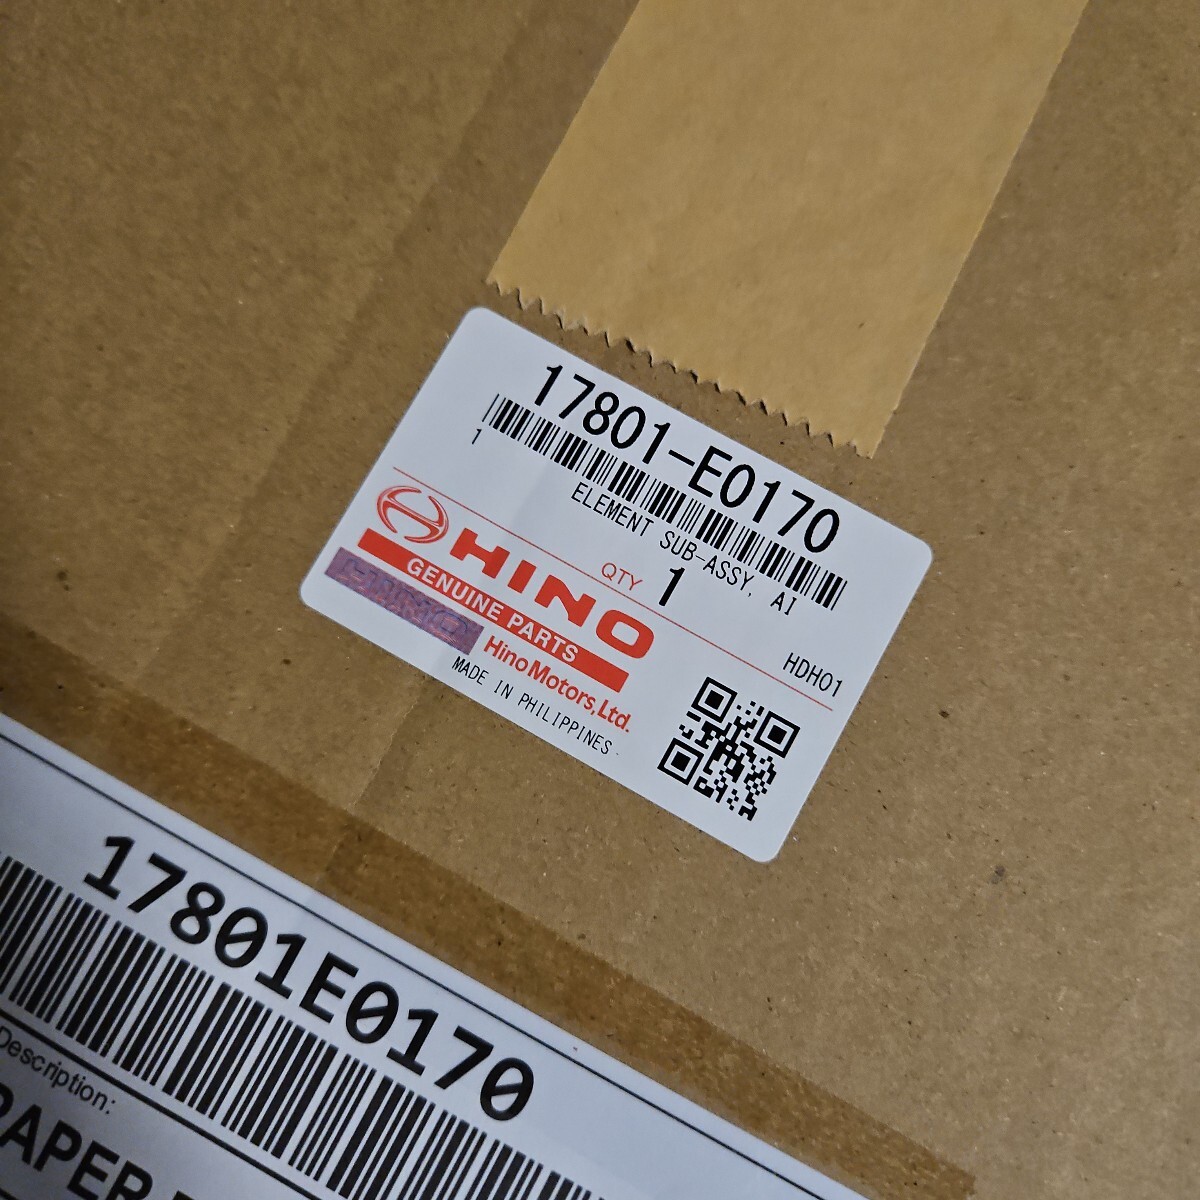 17801-E0170
1
ELEMENT SUB-ASSY, AI
QTY 1
HINO
GENUINE PARTS
HDH01
HINO
Hino Motors,Ltd.
MADE IN PHILIPPINES
17801E0170
Description:
PAPER